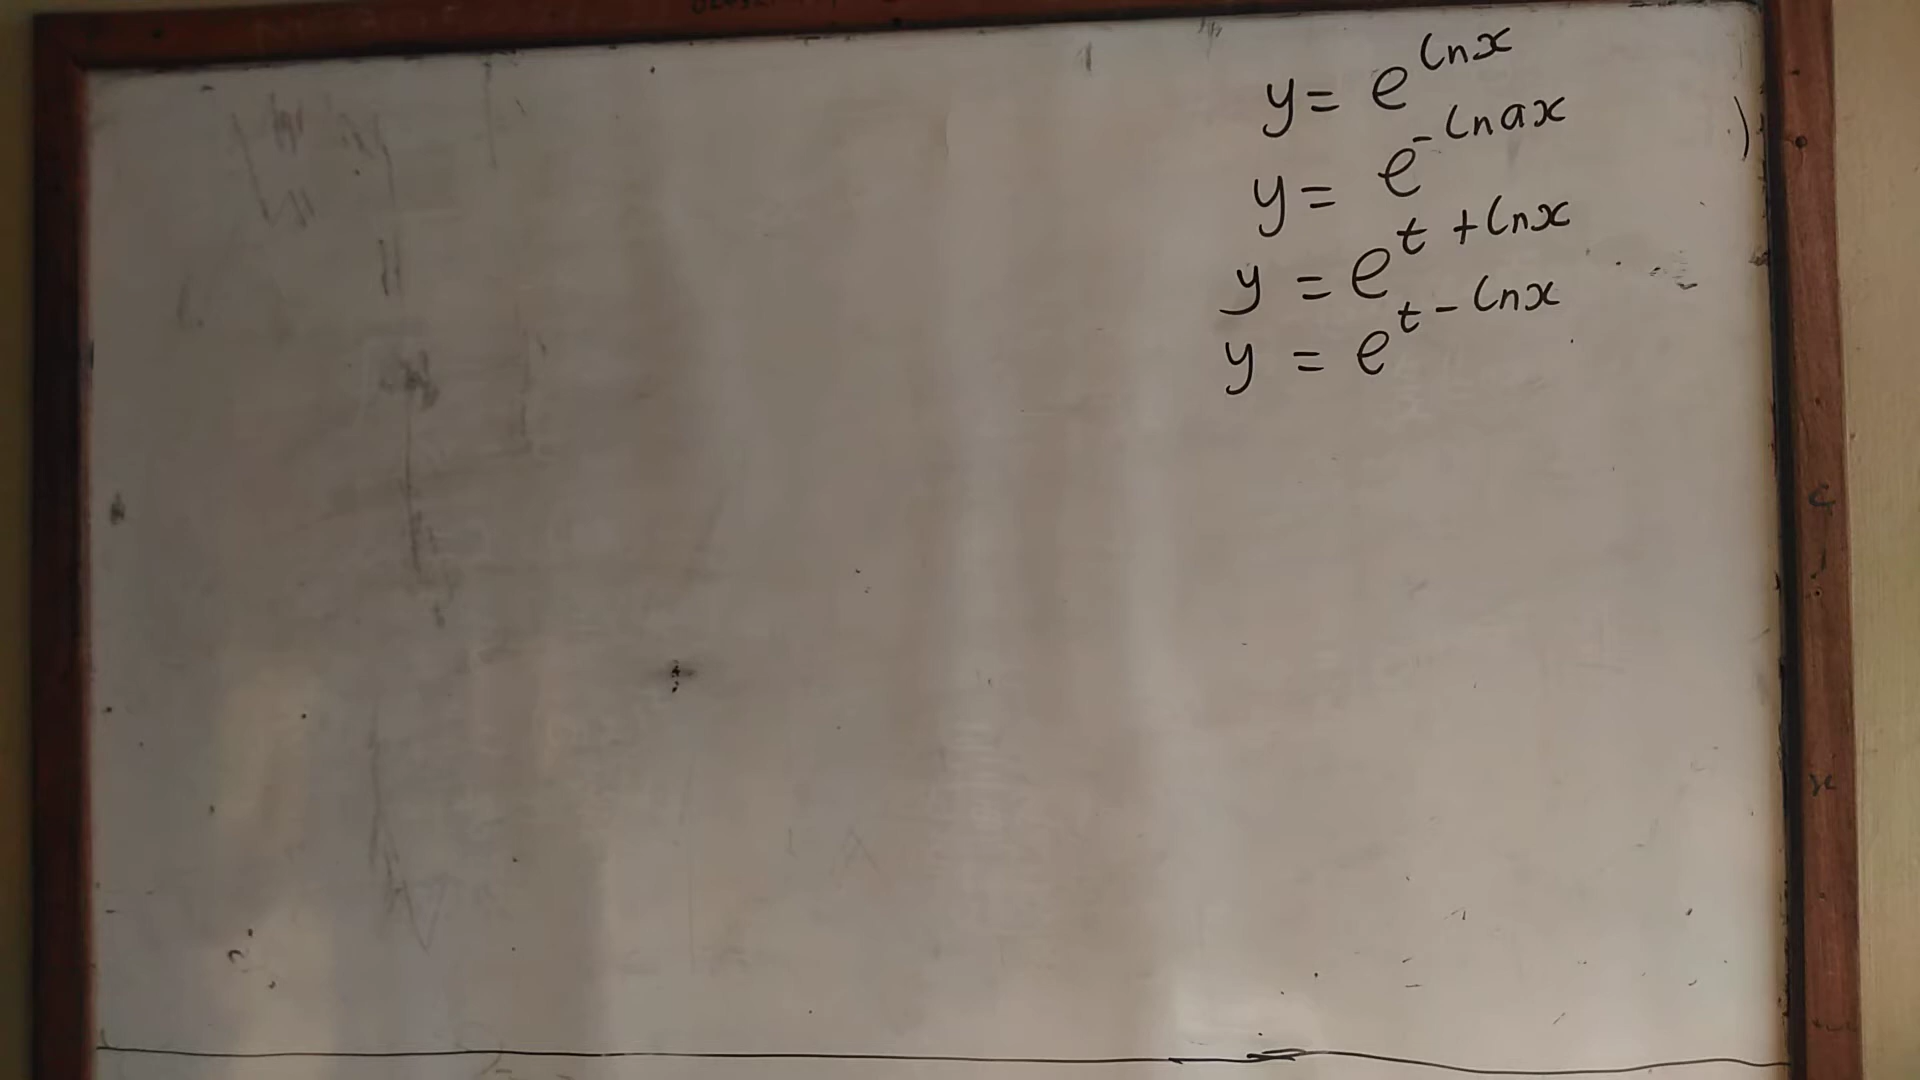 y = e^{lnx}
y = e^{-lnax}
y = e^{t + lnx}
y = e^{t - lnx}